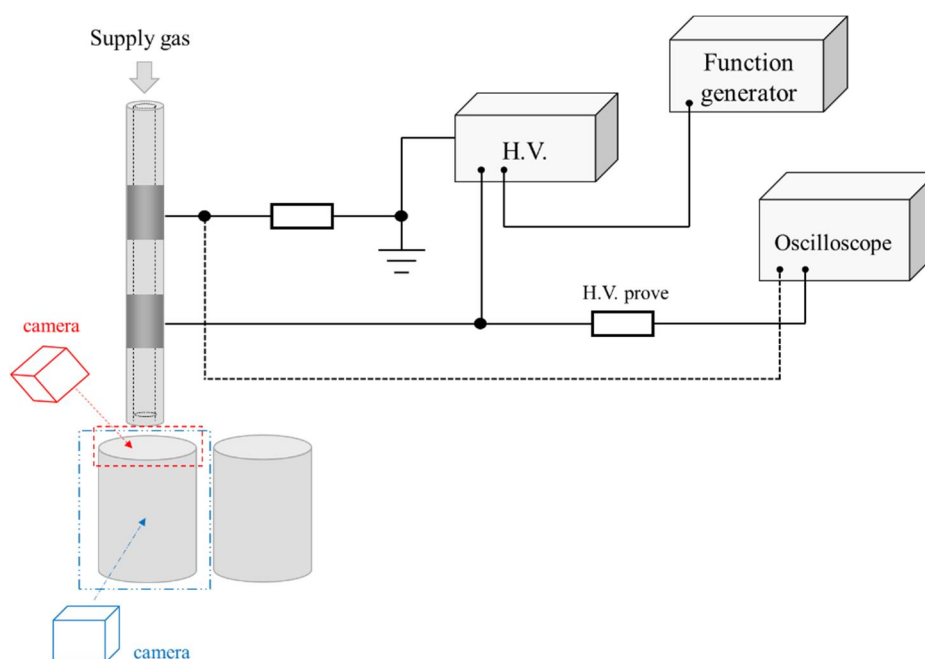 Supply gas
Function
generator
H.V.
Oscilloscope
H.V. prove
camera
camera